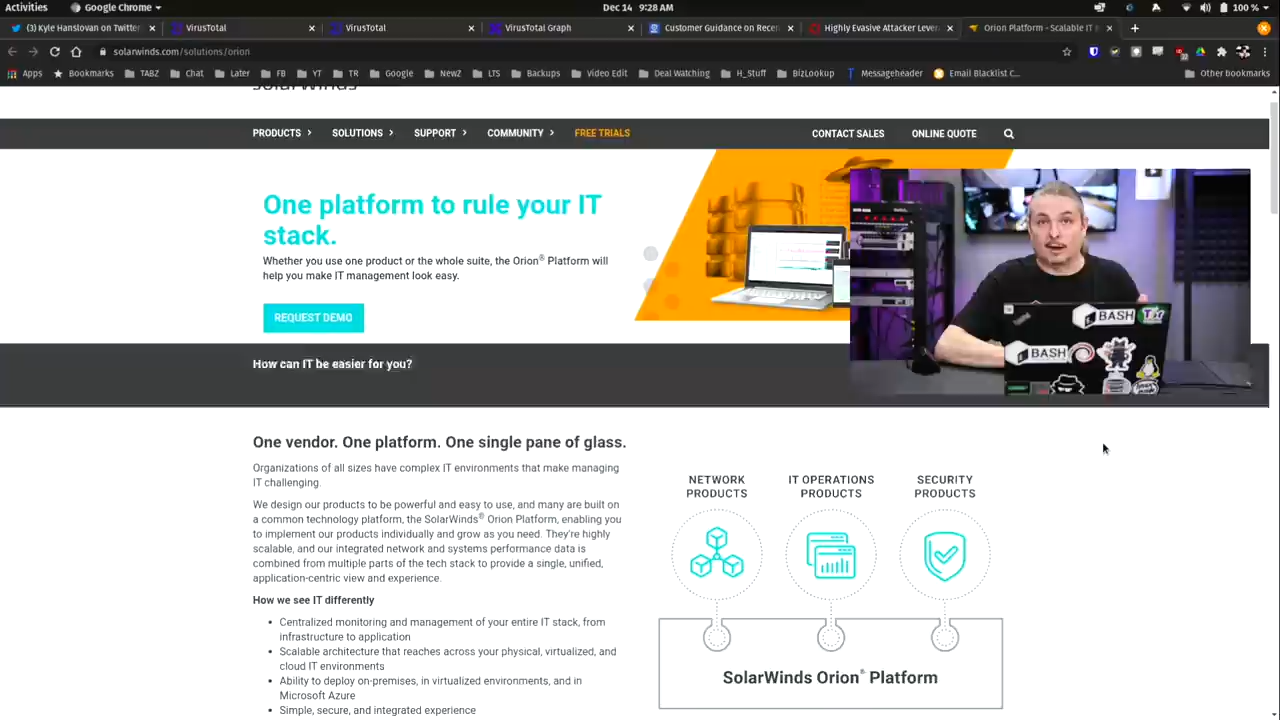 Activities
Google Chrome
Dec 14 9:28 AM
100 %
(3) Kyle Hanslovan on Twitter
VirusTotal
VirusTotal
VirusTotal Graph
Customer Guidance on Recen
Highly Evasive Attacker Lever
Orion Platform - Scalable IT s
solarwinds.com/solutions/orion
Apps
Bookmarks
TABZ
Chat
Later
FB
YT
TR
Google
NewZ
LTS
Backups
Video Edit
Deal Watching
H_Stuff
BizLookup
Messageheader
Email Blacklist C...
Other bookmarks
solarwinds
PRODUCTS
SOLUTIONS
SUPPORT
COMMUNITY
FREE TRIALS
CONTACT SALES
ONLINE QUOTE
One platform to rule your IT
stack.
Whether you use one product or the whole suite, the Orion® Platform will
help you make IT management look easy.
REQUEST DEMO
BASH
BASH
How can IT be easier for you?
One vendor. One platform. One single pane of glass.
Organizations of all sizes have complex IT environments that make managing
IT challenging.
We design our products to be powerful and easy to use, and many are built on
a common technology platform, the SolarWinds® Orion Platform, enabling you
to implement our products individually and grow as you need. They're highly
scalable, and our integrated network and systems performance data is
combined from multiple parts of the tech stack to provide a single, unified,
application-centric view and experience.
How we see IT differently
• Centralized monitoring and management of your entire IT stack, from
infrastructure to application
• Scalable architecture that reaches across your physical, virtualized, and
cloud IT environments
• Ability to deploy on-premises, in virtualized environments, and in
Microsoft Azure
• Simple, secure, and integrated experience
NETWORK
PRODUCTS
IT OPERATIONS
PRODUCTS
SECURITY
PRODUCTS
SolarWinds Orion® Platform